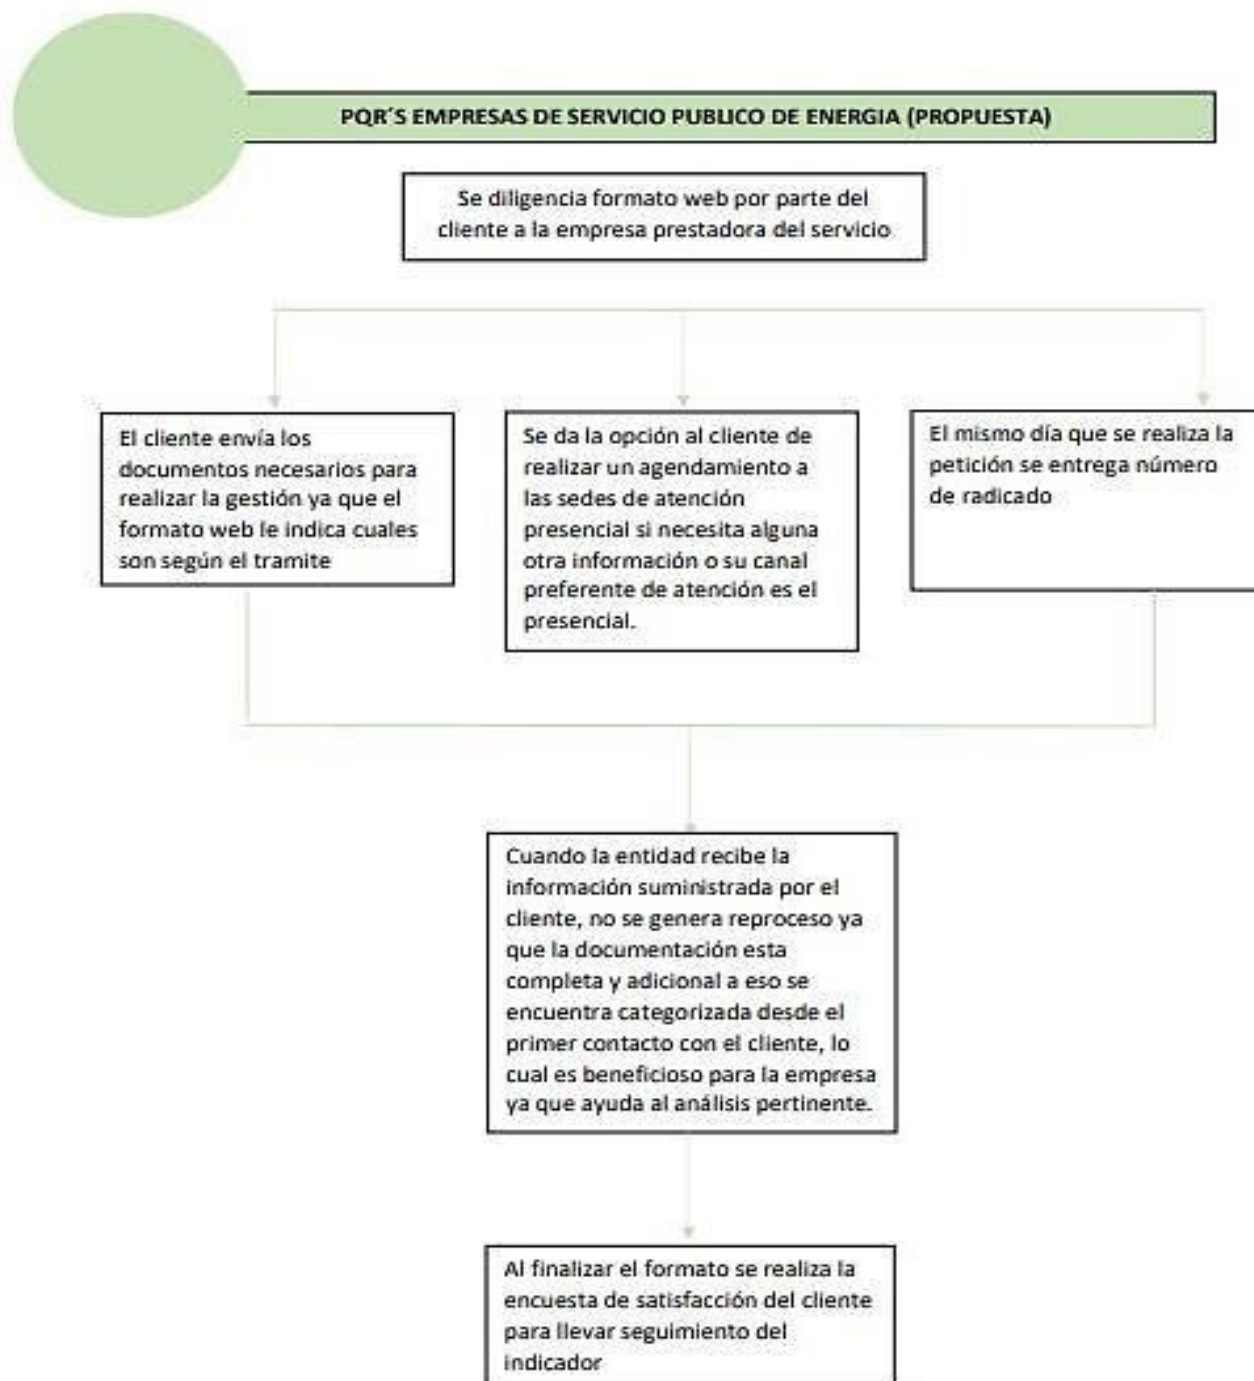 PQR´S EMPRESAS DE SERVICIO PUBLICO DE ENERGIA (PROPUESTA)
Se diligencia formato web por parte del
cliente a la empresa prestadora del servicio
El cliente envía los
documentos necesarios para
realizar la gestión ya que el
formato web le indica cuales
son según el tramite
Se da la opción al cliente de
realizar un agendamiento a
las sedes de atención
presencial si necesita alguna
otra información o su canal
preferente de atención es el
presencial.
El mismo día que se realiza la
petición se entrega número
de radicado
Cuando la entidad recibe la
información suministrada por el
cliente, no se genera reproceso ya
que la documentación esta
completa y adicional a eso se
encuentra categorizada desde el
primer contacto con el cliente, lo
cual es beneficioso para la empresa
ya que ayuda al análisis pertinente.
Al finalizar el formato se realiza la
encuesta de satisfacción del cliente
para llevar seguimiento del
indicador